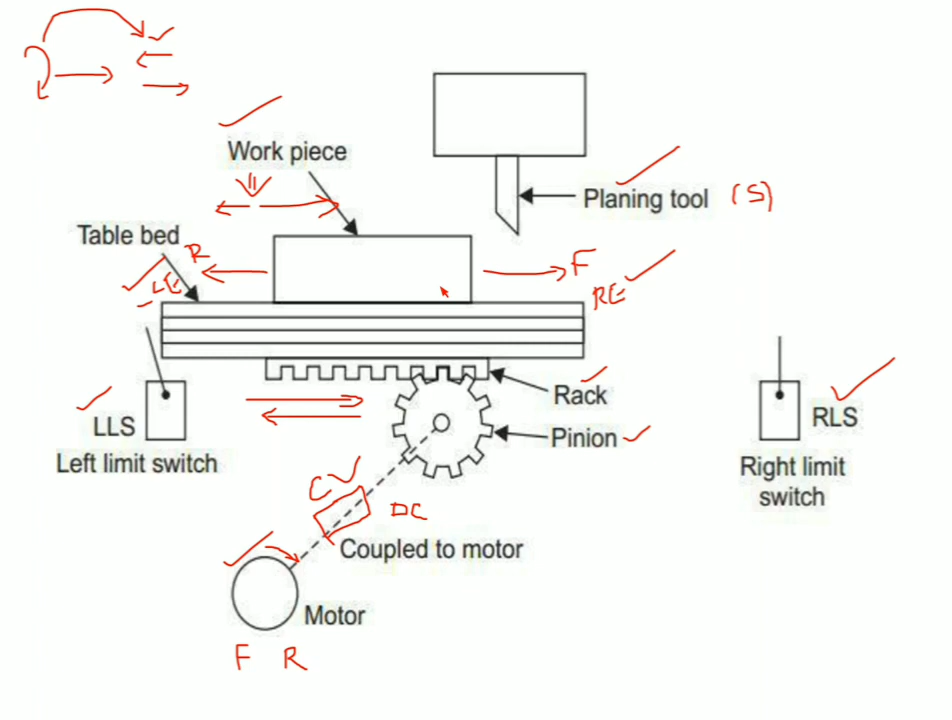 Work piece
Planing tool (S)
Table bed
R
F
LE
RE
Rack
LLS
RLS
Pinion
Left limit switch
Right limit
switch
C
DC
Coupled to motor
Motor
F R